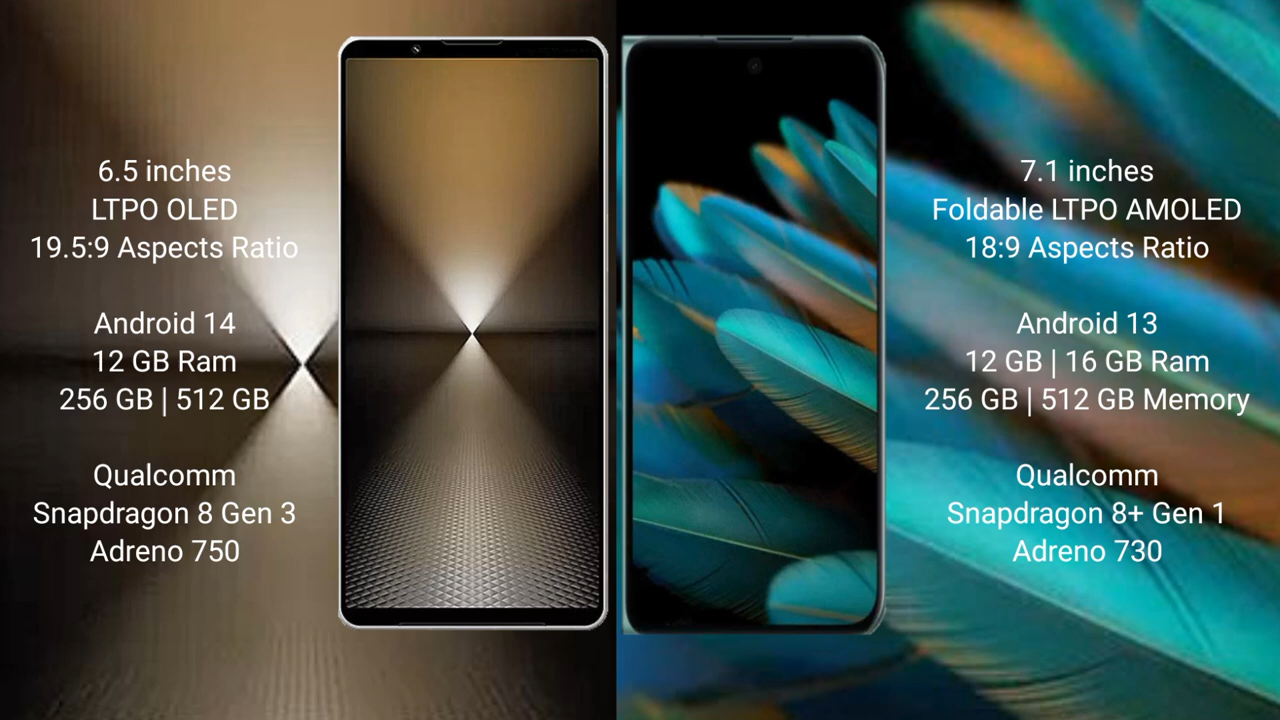 6.5 inches
LTPO OLED
19.5:9 Aspects Ratio
Android 14
12 GB Ram
256 GB | 512 GB
Qualcomm
Snapdragon 8 Gen 3
Adreno 750
7.1 inches
Foldable LTPO AMOLED
18:9 Aspects Ratio
Android 13
12 GB | 16 GB Ram
256 GB | 512 GB Memory
Qualcomm
Snapdragon 8+ Gen 1
Adreno 730